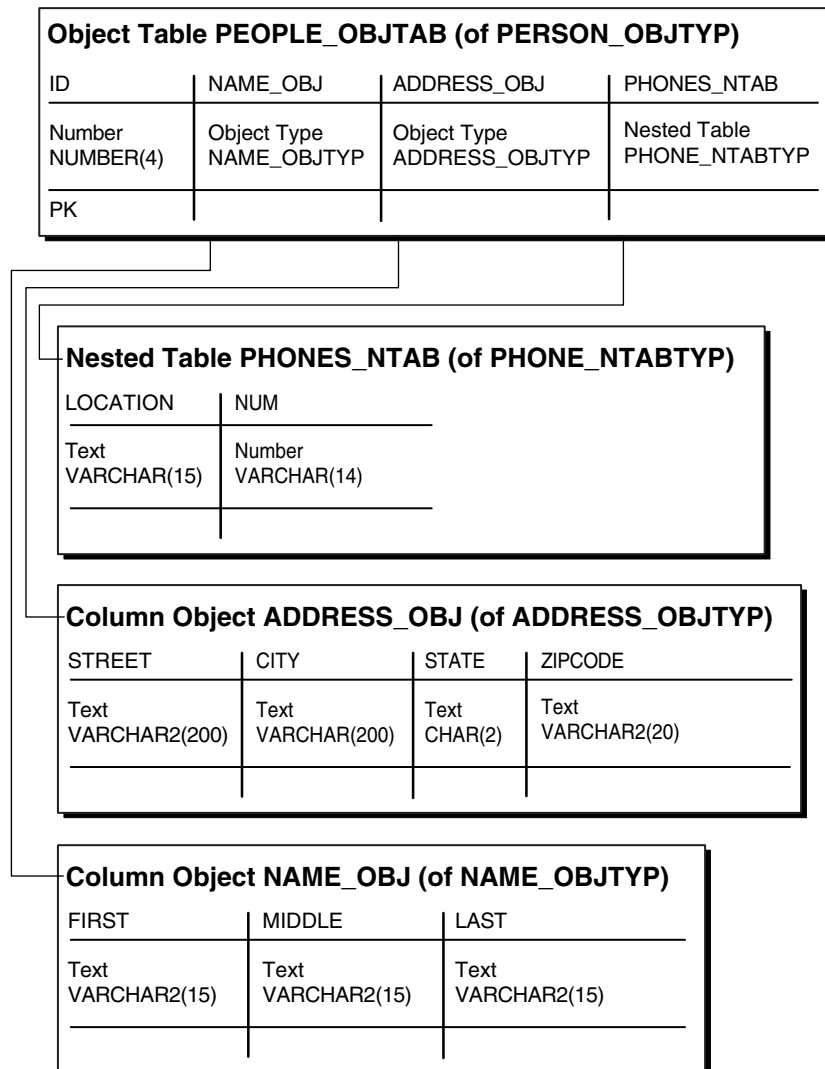 Object Table PEOPLE_OBJTAB (of PERSON_OBJTYP)
ID NAME_OBJ ADDRESS_OBJ PHONES_NTAB
Number Object Type Object Type Nested Table
NUMBER(4) NAME_OBJTYP ADDRESS_OBJTYP PHONE_NTABTYP
PK
Nested Table PHONES_NTAB (of PHONE_NTABTYP)
LOCATION NUM
Text Number
VARCHAR(15) VARCHAR(14)
Column Object ADDRESS_OBJ (of ADDRESS_OBJTYP)
STREET CITY STATE ZIPCODE
Text Text Text Text
VARCHAR2(200) VARCHAR(200) CHAR(2) VARCHAR2(20)
Column Object NAME_OBJ (of NAME_OBJTYP)
FIRST MIDDLE LAST
Text Text Text
VARCHAR2(15) VARCHAR2(15) VARCHAR2(15)